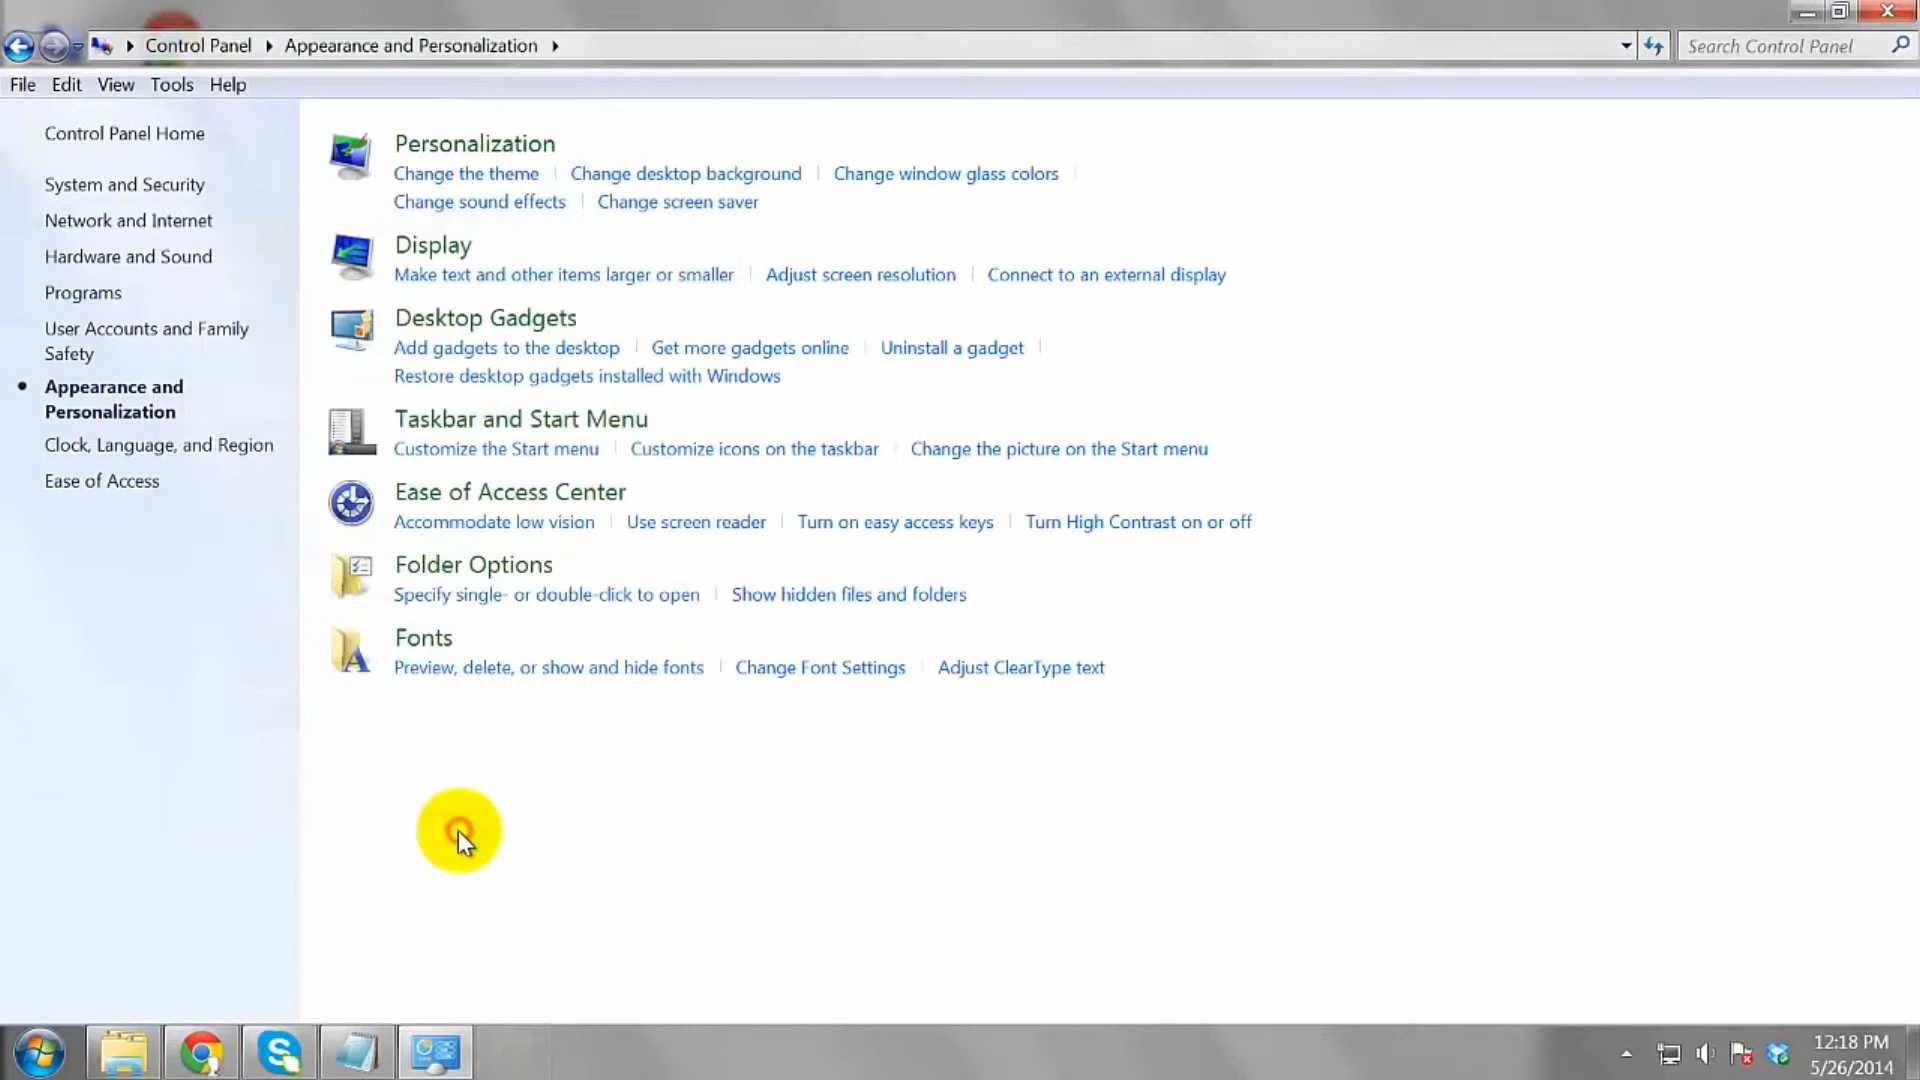 Control Panel Appearance and Personalization
Search Control Panel
File Edit View Tools Help
Control Panel Home
System and Security
Network and Internet
Hardware and Sound
Programs
User Accounts and Family
Safety
Appearance and
Personalization
Clock, Language, and Region
Ease of Access
Personalization
Change the theme Change desktop background Change window glass colors
Change sound effects Change screen saver
Display
Make text and other items larger or smaller Adjust screen resolution Connect to an external display
Desktop Gadgets
Add gadgets to the desktop Get more gadgets online Uninstall a gadget
Restore desktop gadgets installed with Windows
Taskbar and Start Menu
Customize the Start menu Customize icons on the taskbar Change the picture on the Start menu
Ease of Access Center
Accommodate low vision Use screen reader Turn on easy access keys Turn High Contrast on or off
Folder Options
Specify single- or double-click to open Show hidden files and folders
Fonts
Preview, delete, or show and hide fonts Change Font Settings Adjust ClearType text
12:18 PM
5/26/2014